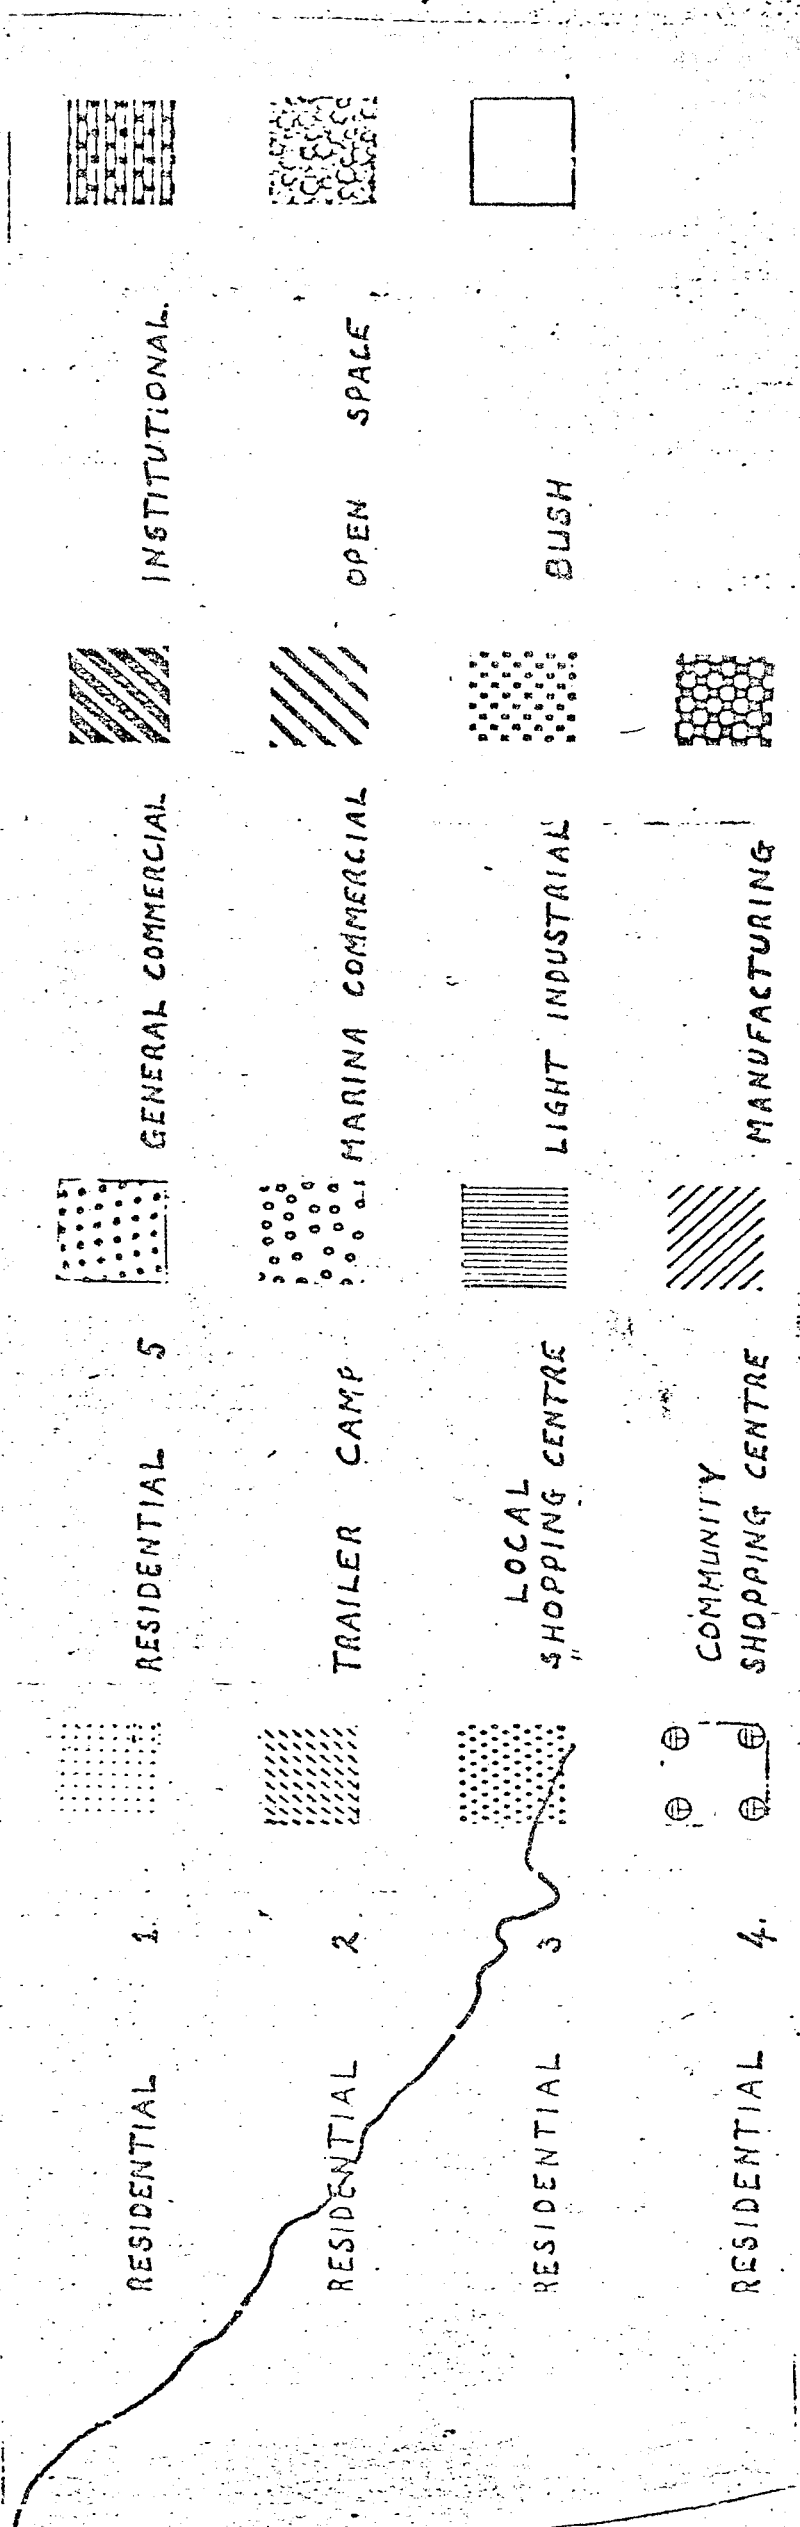 RESIDENTIAL 1.
RESIDENTIAL 2.
RESIDENTIAL 3
RESIDENTIAL 4.
RESIDENTIAL 5
TRAILER CAMP
LOCAL
SHOPPING CENTRE
COMMUNITY
SHOPPING CENTRE
GENERAL COMMERCIAL
MARINA COMMERCIAL
LIGHT INDUSTRIAL
MANUFACTURING
INSTITUTIONAL.
OPEN SPACE
BUSH